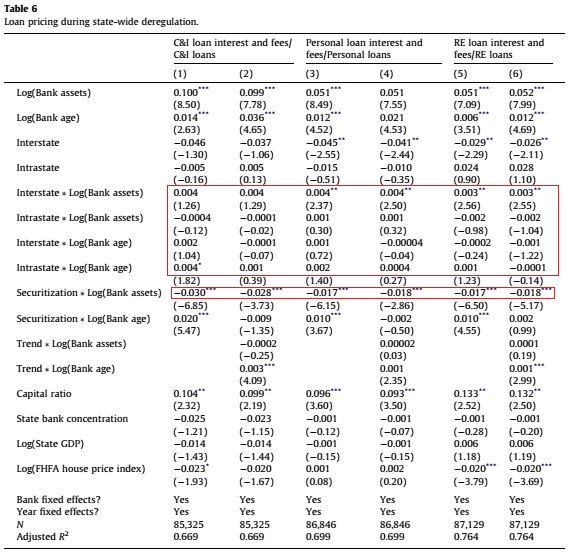 Table 6
Loan pricing during state-wide deregulation.
C&I loan interest and fees/ Personal loan interest and RE loan interest and
C&I loans fees/Personal loans fees/RE loans
(1) (2) (3) (4) (5) (6)
Log(Bank assets) 0.100*** 0.099*** 0.051*** 0.051 0.051*** 0.052***
(8.50) (7.78) (8.49) (7.55) (7.09) (7.99)
Log(Bank age) 0.014*** 0.036*** 0.012*** 0.021 0.006*** 0.012***
(2.63) (4.65) (4.52) (4.53) (3.51) (4.69)
Interstate −0.046 −0.037 −0.045** −0.041** −0.029** −0.026**
(−1.30) (−1.06) (−2.55) (−2.44) (−2.29) (−2.11)
Intrastate −0.005 0.005 −0.015 −0.010 0.024 0.028
(−0.16) (0.13) (−0.51) (−0.35) (0.90) (1.10)
Interstate * Log(Bank assets) 0.004 0.004 0.004** 0.004** 0.003** 0.003**
(1.26) (1.29) (2.37) (2.50) (2.56) (2.55)
Intrastate * Log(Bank assets) −0.0004 −0.0001 0.001 0.001 −0.002 −0.002
(−0.12) (−0.02) (0.30) (0.32) (−0.98) (−1.04)
Interstate * Log(Bank age) 0.002 −0.0001 0.001 −0.00004 −0.0002 −0.001
(1.04) (−0.07) (0.72) (−0.04) (−0.24) (−1.22)
Intrastate * Log(Bank age) 0.004* 0.001 0.002 0.0004 0.001 −0.0001
(1.82) (0.39) (1.40) (0.27) (1.23) (−0.14)
Securitization * Log(Bank assets) −0.030*** −0.028*** −0.017*** −0.018*** −0.017*** −0.018***
(−6.85) (−3.73) (−6.15) (−2.86) (−6.50) (−5.17)
Securitization * Log(Bank age) 0.020*** −0.009 0.010*** −0.002 0.010*** 0.002
(5.47) (−1.35) (3.67) (−0.50) (4.55) (0.99)
Trend * Log(Bank assets) −0.0002 0.00002 0.0001
(−0.25) (0.03) (0.19)
Trend * Log(Bank age) 0.003*** 0.001 0.001***
(4.09) (2.35) (2.99)
Capital ratio 0.104** 0.099** 0.096*** 0.093*** 0.133** 0.132**
(2.32) (2.19) (3.60) (3.50) (2.52) (2.50)
State bank concentration −0.025 −0.023 −0.001 −0.001 −0.001 −0.001
(−1.21) (−1.15) (−0.12) (−0.07) (−0.28) (−0.20)
Log(State GDP) −0.014 −0.014 −0.001 −0.001 0.006 0.006
(−1.43) (−1.44) (−0.15) (−0.15) (1.18) (1.19)
Log(FHFA house price index) −0.023* −0.020 0.001 0.002 −0.020*** −0.020***
(−1.93) (−1.67) (0.08) (0.20) (−3.79) (−3.69)
Bank fixed effects? Yes Yes Yes Yes Yes Yes
Year fixed effects? Yes Yes Yes Yes Yes Yes
N 85,325 85,325 86,846 86,846 87,129 87,129
Adjusted R² 0.669 0.669 0.699 0.699 0.764 0.764